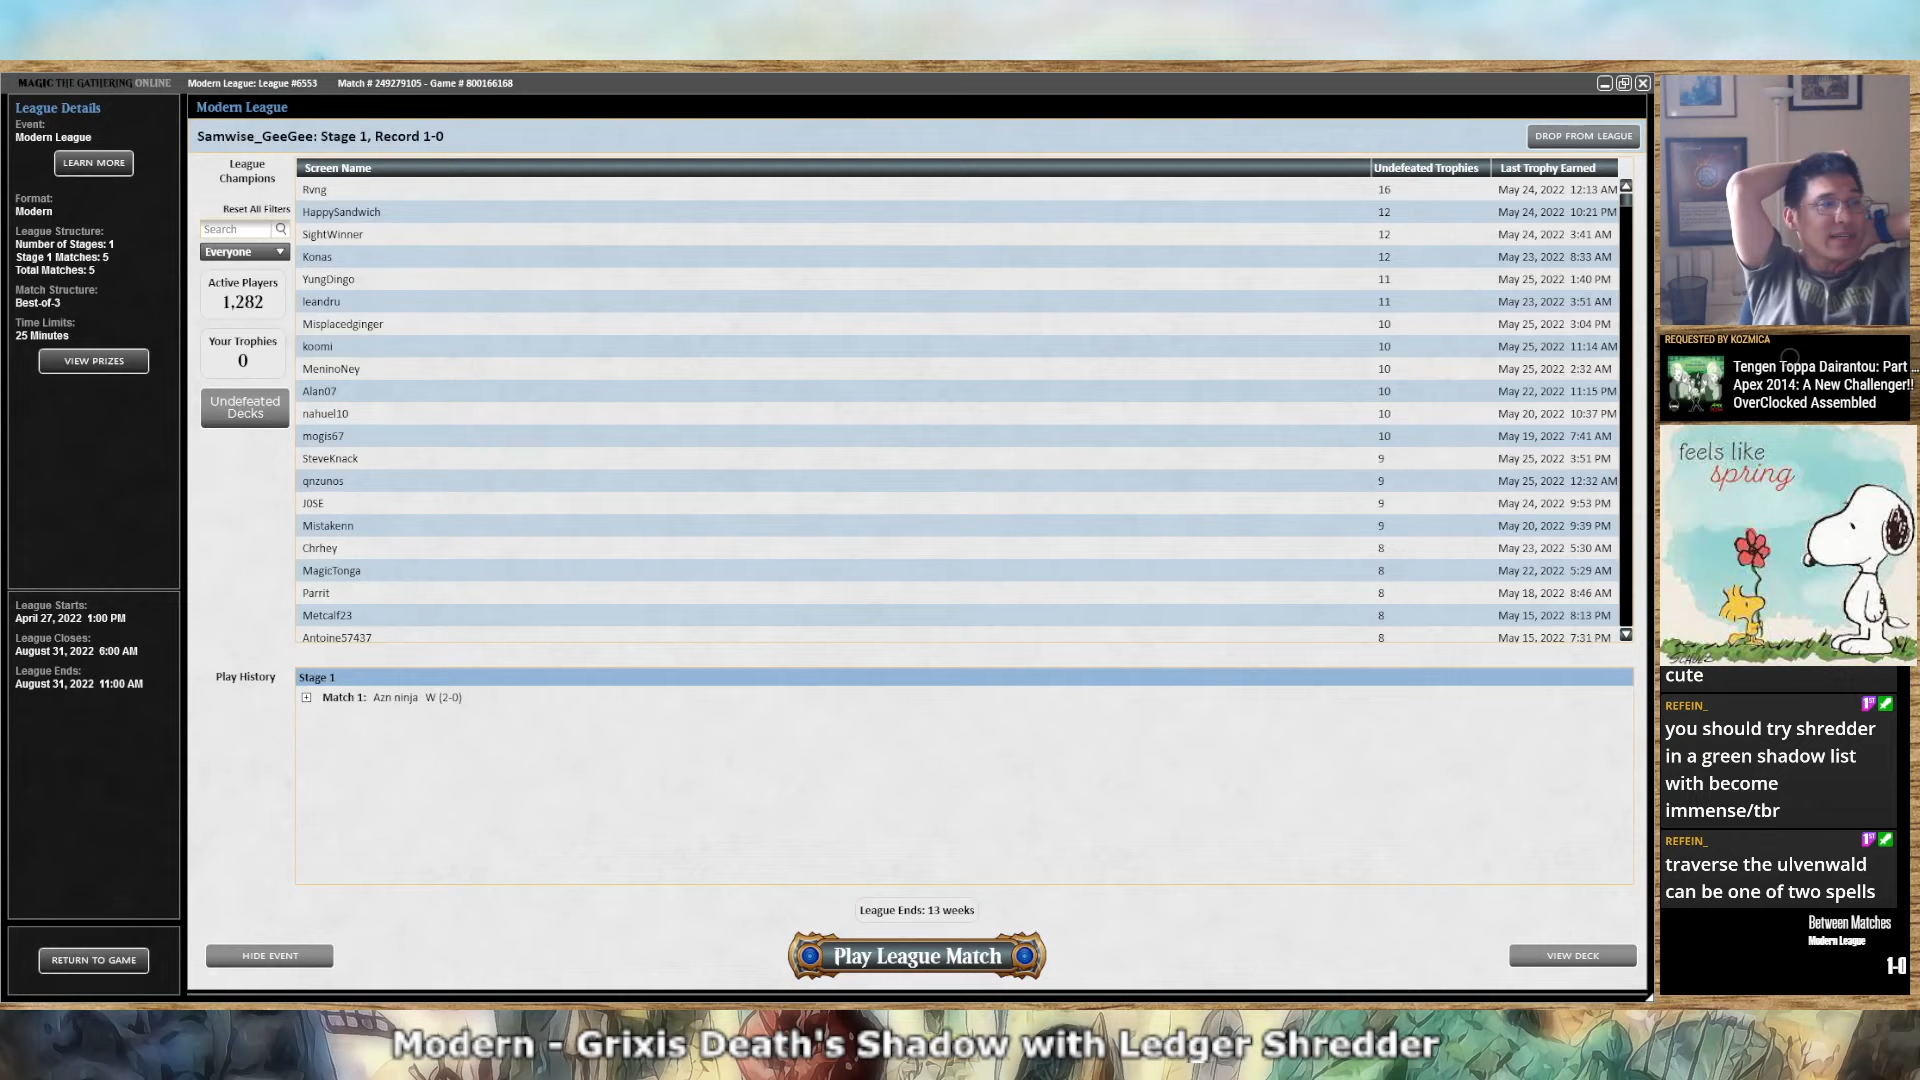 MAGIC THE GATHERING ONLINE
Modern League: League #6553 Match # 249279105 - Game # 800166168
League Details
Event:
Modern League
LEARN MORE
Format:
Modern
League Structure:
Number of Stages: 1
Stage 1 Matches: 5
Total Matches: 5
Match Structure:
Best-of-3
Time Limits:
25 Minutes
VIEW PRIZES
League Starts:
April 27, 2022 1:00 PM
League Closes:
August 31, 2022 6:00 AM
League Ends:
August 31, 2022 11:00 AM
RETURN TO GAME
Modern League
Samwise_GeeGee: Stage 1, Record 1-0
DROP FROM LEAGUE
League
Champions
Reset All Filters
Search
Everyone
Active Players
1,282
Your Trophies
0
Undefeated
Decks
Screen Name Undefeated Trophies Last Trophy Earned
Rvng 16 May 24, 2022 12:13 AM
HappySandwich 12 May 24, 2022 10:21 PM
SightWinner 12 May 24, 2022 3:41 AM
Konas 12 May 23, 2022 8:33 AM
YungDingo 11 May 25, 2022 1:40 PM
leandru 11 May 23, 2022 3:51 AM
Misplacedginger 10 May 25, 2022 3:04 PM
koomi 10 May 25, 2022 11:14 AM
MeninoNey 10 May 25, 2022 2:32 AM
Alan07 10 May 22, 2022 11:15 PM
nahuel10 10 May 20, 2022 10:37 PM
mogis67 10 May 19, 2022 7:41 AM
SteveKnack 9 May 25, 2022 3:51 PM
qnzunos 9 May 25, 2022 12:32 AM
J0SE 9 May 24, 2022 9:53 PM
Mistakenn 9 May 20, 2022 9:39 PM
Chrhey 8 May 23, 2022 5:30 AM
MagicTonga 8 May 22, 2022 5:29 AM
Parrit 8 May 18, 2022 8:46 AM
Metcalf23 8 May 15, 2022 8:13 PM
Antoine57437 8 May 15, 2022 7:31 PM
Play History
Stage 1
Match 1: Azn ninja W (2-0)
League Ends: 13 weeks
HIDE EVENT
Play League Match
VIEW DECK
REQUESTED BY KOZMICA
Tengen Toppa Dairantou: Part ...
Apex 2014: A New Challenger!!
OverClocked Assembled
feels like
spring
SCHULZ
cute
REFEIN_
you should try shredder
in a green shadow list
with become
immense/tbr
REFEIN_
traverse the ulvenwald
can be one of two spells
Between Matches
Modern League
1-0
Modern - Grixis Death's Shadow with Ledger Shredder